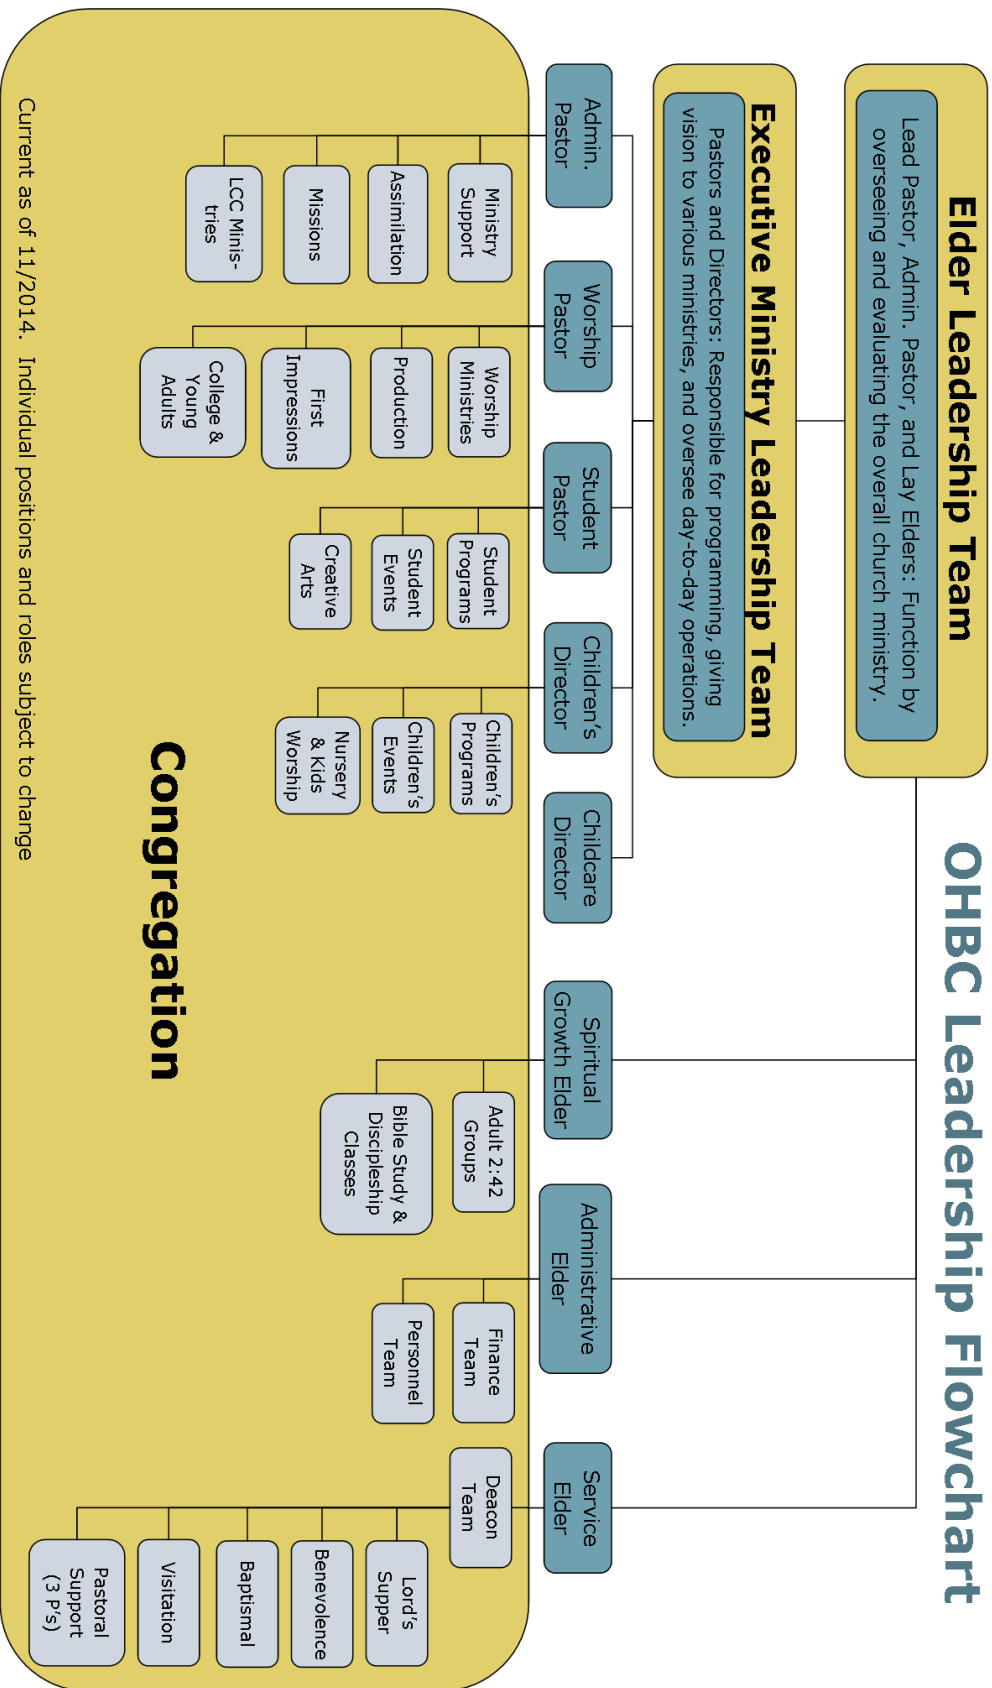 OHBC Leadership Flowchart
Elder Leadership Team
Lead Pastor, Admin. Pastor, and Lay Elders: Function by
overseeing and evaluating the overall church ministry.
Executive Ministry Leadership Team
Pastors and Directors: Responsible for programming, giving
vision to various ministries, and oversee day-to-day operations.
Admin.
Pastor
Ministry
Support
Assimilation
Missions
LCC Minis-
tries
Worship
Pastor
Worship
Ministries
Production
First
Impressions
College &
Young
Adults
Student
Pastor
Student
Programs
Student
Events
Creative
Arts
Children's
Director
Children's
Programs
Children's
Events
Nursery
& Kids
Worship
Childcare
Director
Spiritual
Growth Elder
Adult 2:42
Groups
Bible Study &
Discipleship
Classes
Administrative
Elder
Finance
Team
Personnel
Team
Service
Elder
Deacon
Team
Lord's
Supper
Benevolence
Baptismal
Visitation
Pastoral
Support
(3 P's)
Congregation
Current as of 11/2014.  Individual positions and roles subject to change